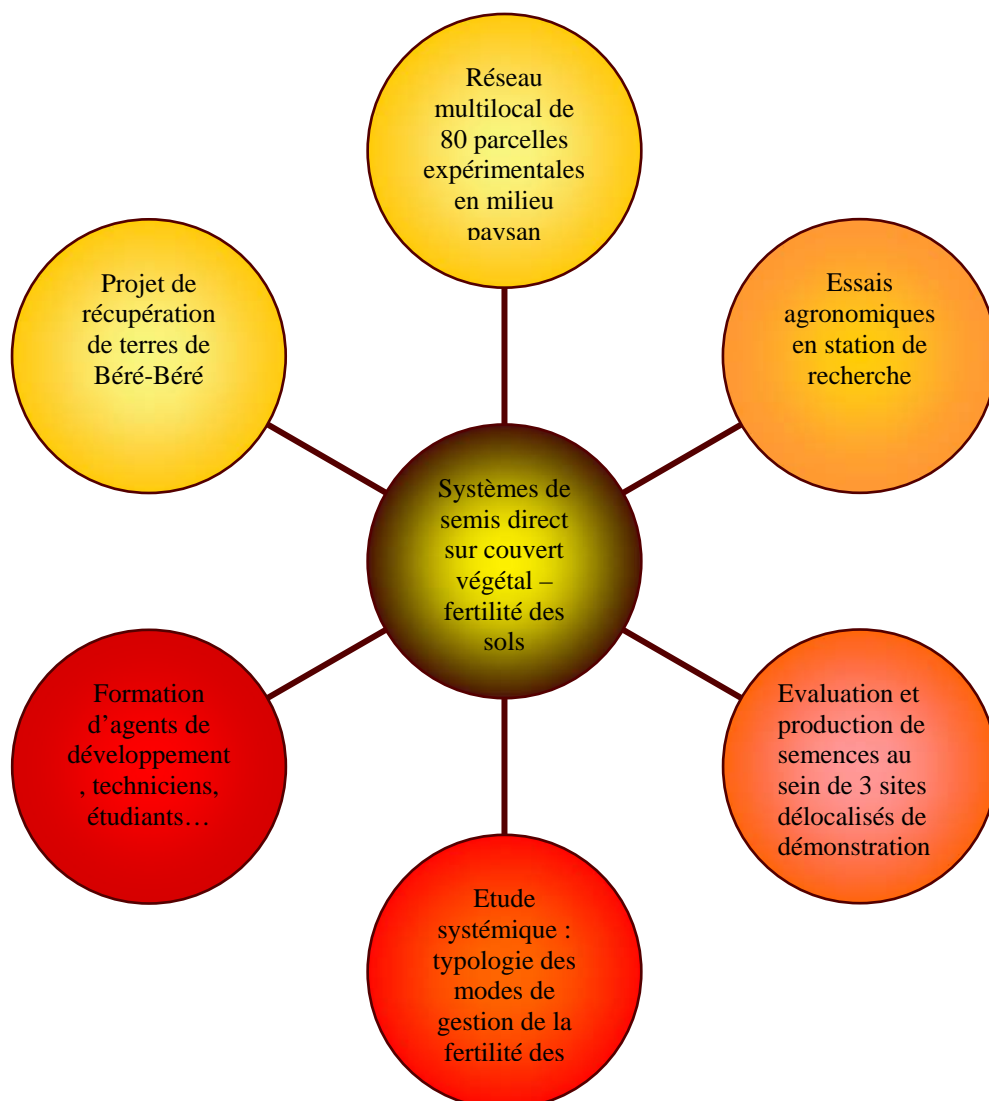 Réseau
multilocal de
80 parcelles
expérimentales
en milieu
paysan
Projet de
récupération
de terres de
Béré-Béré
Essais
agronomiques
en station de
recherche
Systèmes de
semis direct
sur couvert
végétal –
fertilité des
sols
Formation
d’agents de
développement
, techniciens,
étudiants…
Evaluation et
production de
semences au
sein de 3 sites
délocalisés de
démonstration
Etude
systémique :
typologie des
modes de
gestion de la
fertilité des